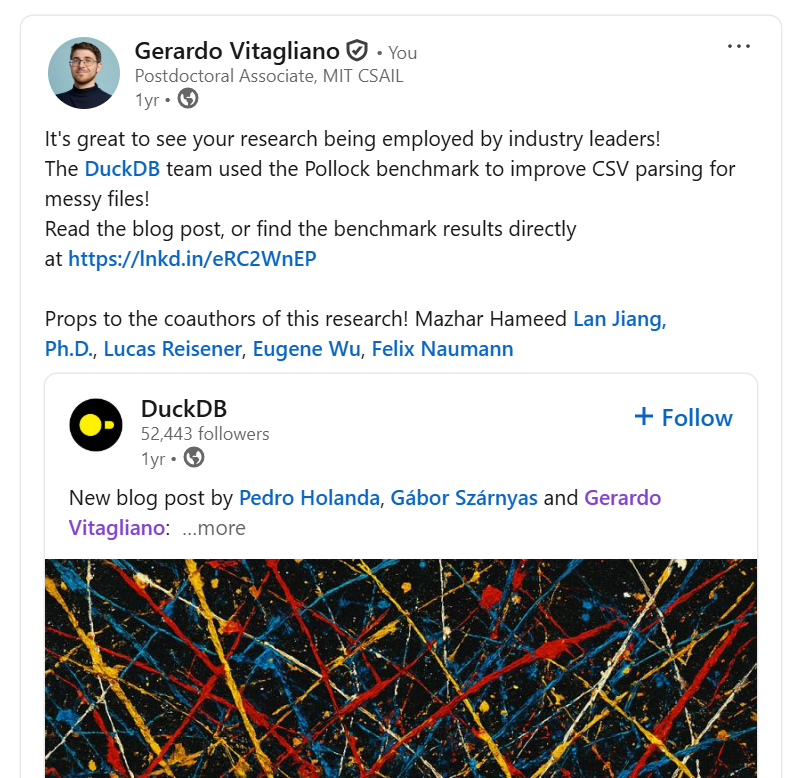 Gerardo Vitagliano • You
Postdoctoral Associate, MIT CSAIL
1yr •
It's great to see your research being employed by industry leaders!
The DuckDB team used the Pollock benchmark to improve CSV parsing for
messy files!
Read the blog post, or find the benchmark results directly
at https://lnkd.in/eRC2WnEP
Props to the coauthors of this research! Mazhar Hameed Lan Jiang,
Ph.D., Lucas Reisener, Eugene Wu, Felix Naumann
DuckDB
52,443 followers
1yr •
+ Follow
New blog post by Pedro Holanda, Gábor Szárnyas and Gerardo
Vitagliano: ...more